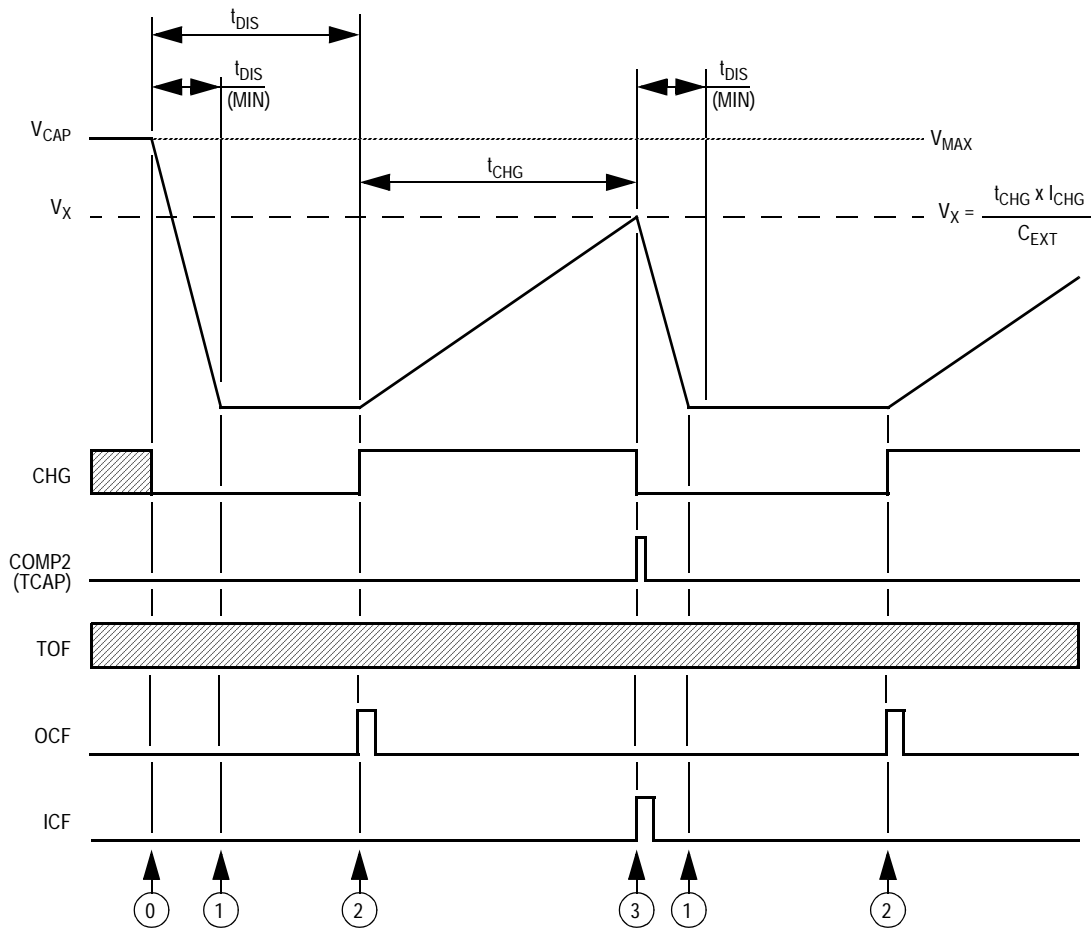 tDIS
tDIS
(MIN)
tDIS
(MIN)
VCAP
VMAX
tCHG
VX
VX = tCHG x ICHG
CEXT
CHG
COMP2
(TCAP)
TOF
OCF
ICF
0 1 2 3 1 2